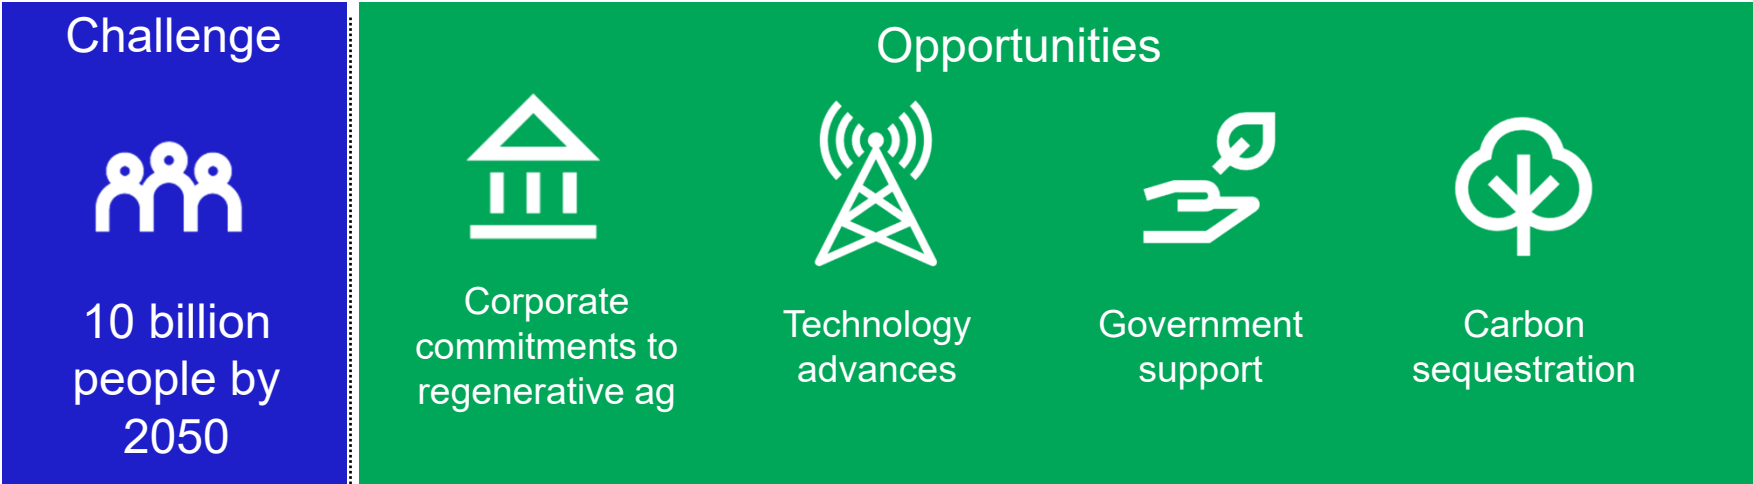 Challenge
10 billion
people by
2050
Opportunities
Corporate
commitments to
regenerative ag
Technology
advances
Government
support
Carbon
sequestration